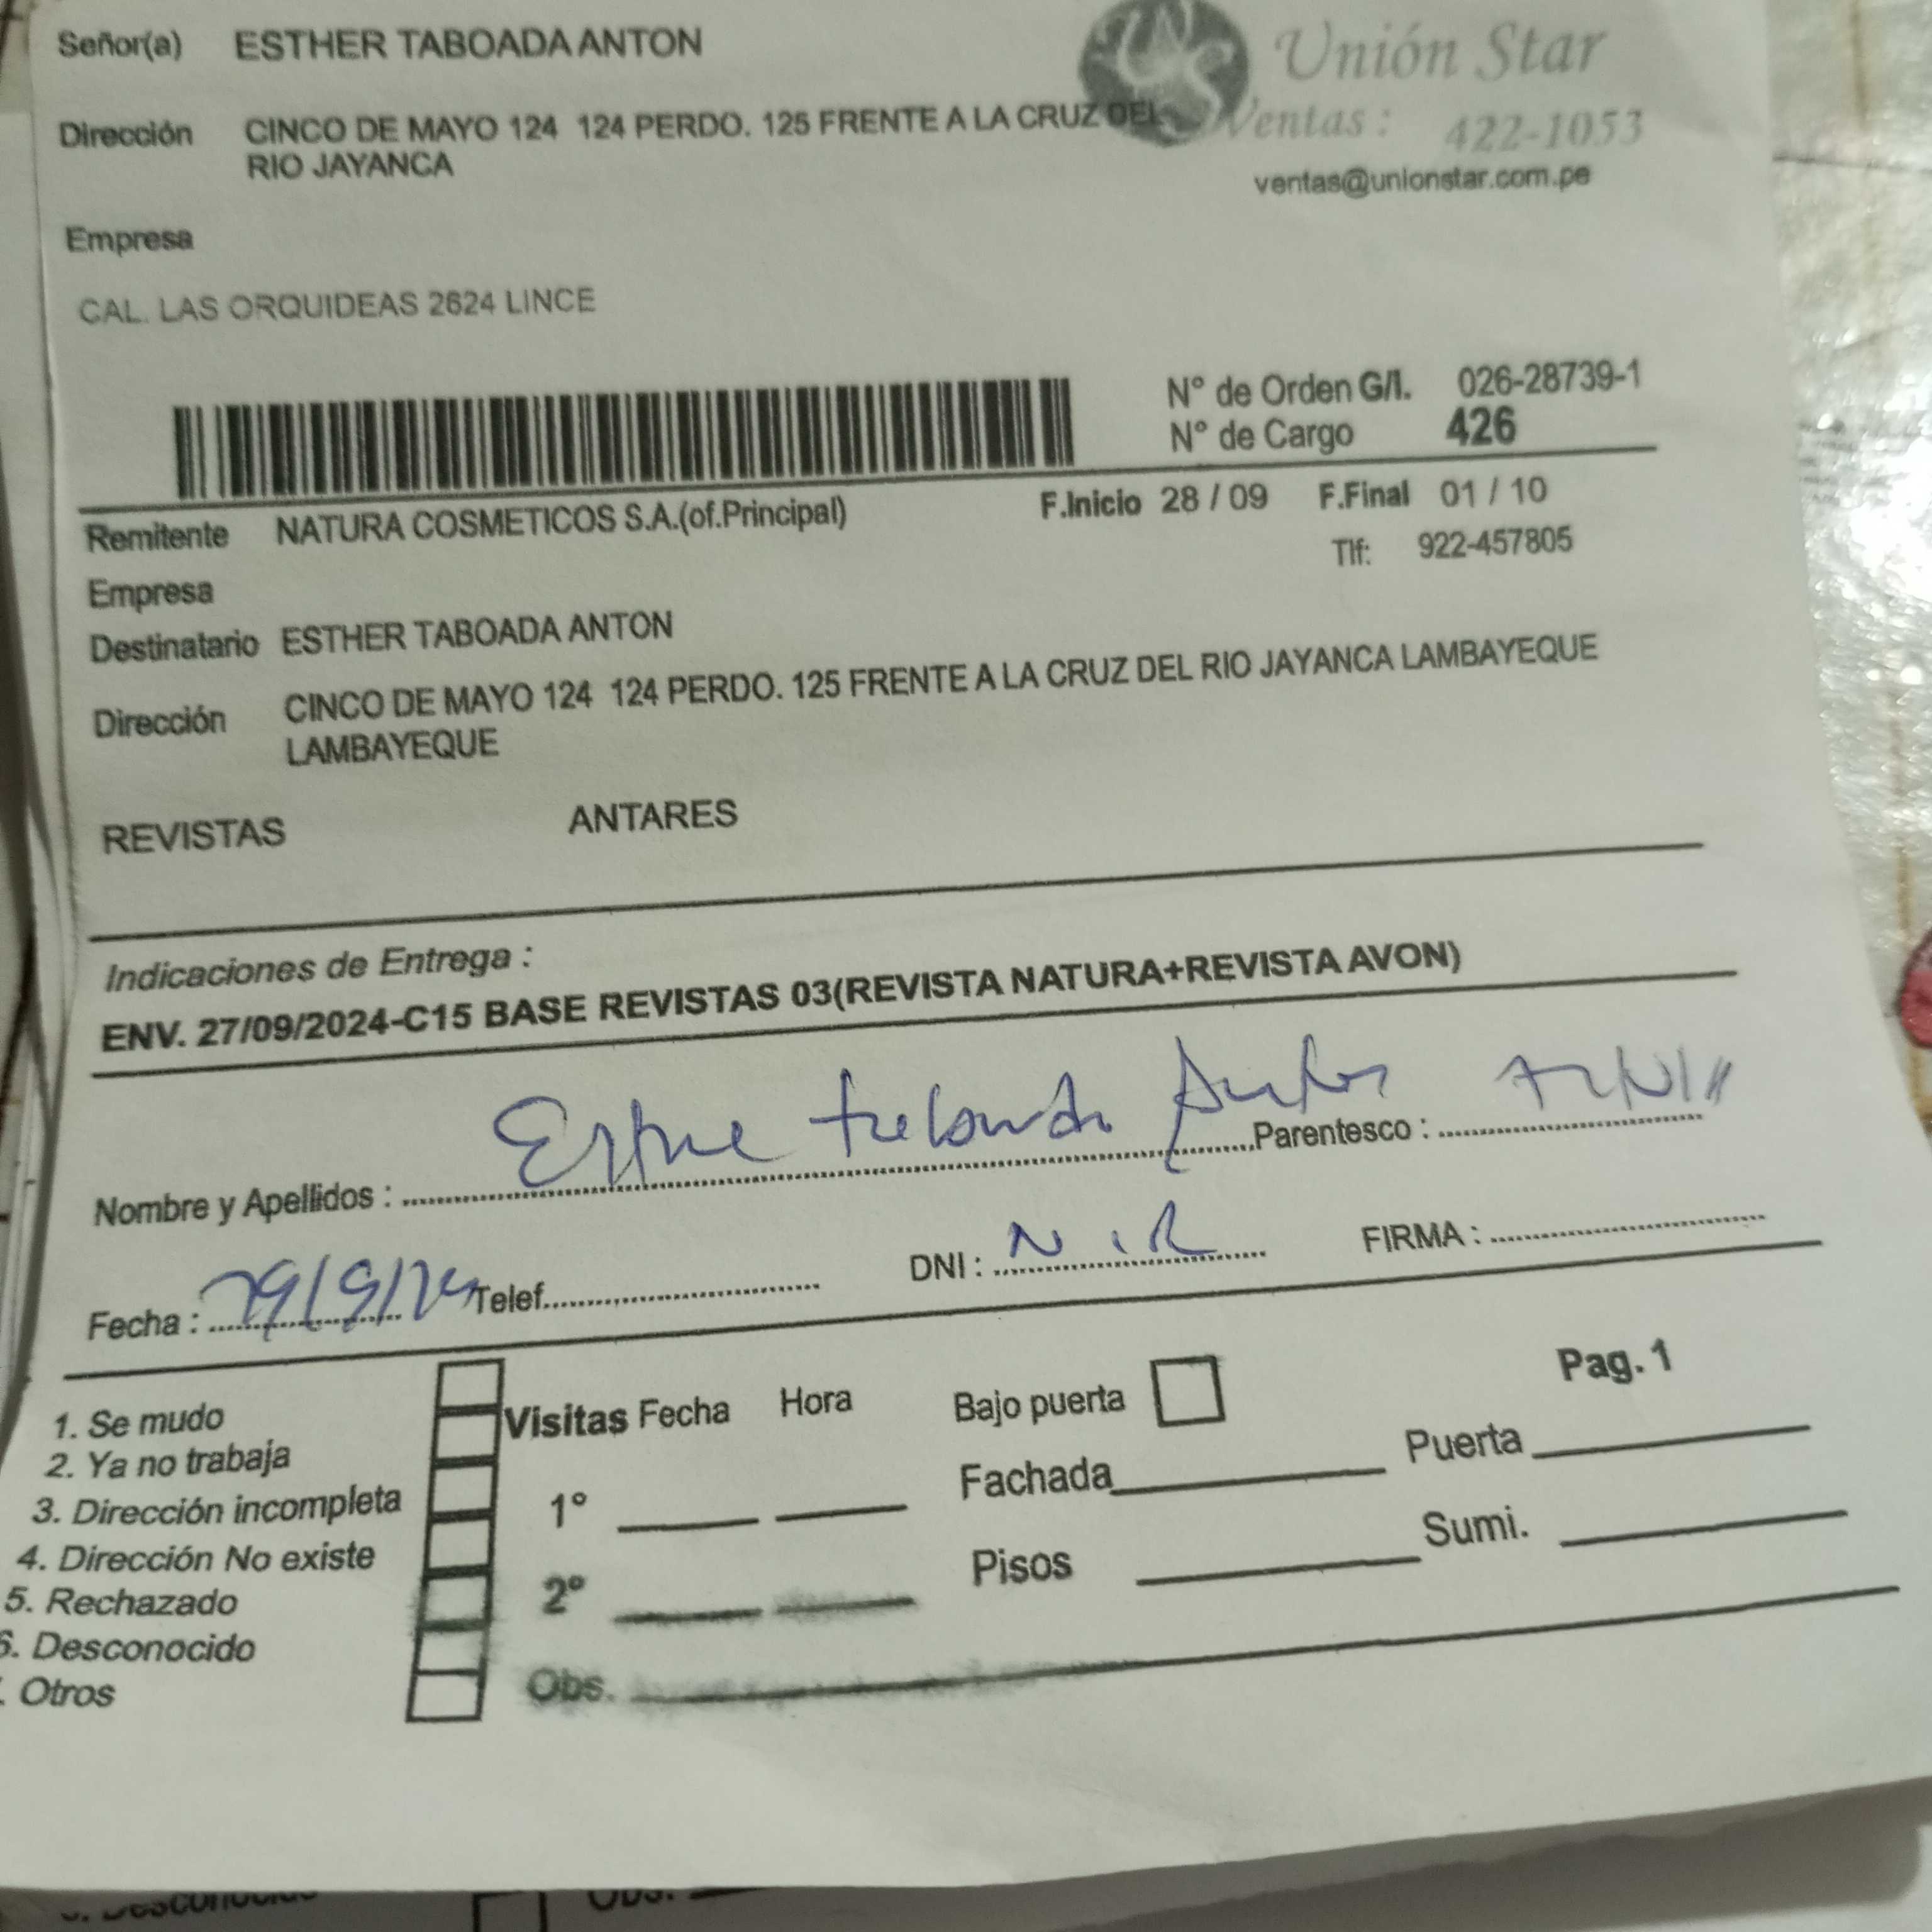 Señor(a) ESTHER TABOADA ANTON
Unión Star
Dirección CINCO DE MAYO 124 124 PERDO. 125 FRENTE A LA CRUZ DEL
RIO JAYANCA
Ventas : 422-1053
ventas@unionstar.com.pe
Empresa
CAL. LAS ORQUIDEAS 2624 LINCE
N° de Orden G/I. 026-28739-1
N° de Cargo 426
Remitente NATURA COSMETICOS S.A.(of.Principal) F.Inicio 28 / 09 F.Final 01 / 10
Tlf: 922-457805
Empresa
Destinatario ESTHER TABOADA ANTON
Dirección CINCO DE MAYO 124 124 PERDO. 125 FRENTE A LA CRUZ DEL RIO JAYANCA LAMBAYEQUE
LAMBAYEQUE
REVISTAS ANTARES
Indicaciones de Entrega :
ENV. 27/09/2024-C15 BASE REVISTAS 03(REVISTA NATURA+REVISTA AVON)
Nombre y Apellidos : Parentesco :
Fecha : 29/9/24 Telef. DNI : FIRMA :
Pag. 1
1. Se mudo
2. Ya no trabaja
3. Dirección incompleta
4. Dirección No existe
5. Rechazado
6. Desconocido
. Otros
Visitas Fecha Hora
1°
2°
Obs.
Bajo puerta
Fachada Puerta
Pisos Sumi.
Obs.